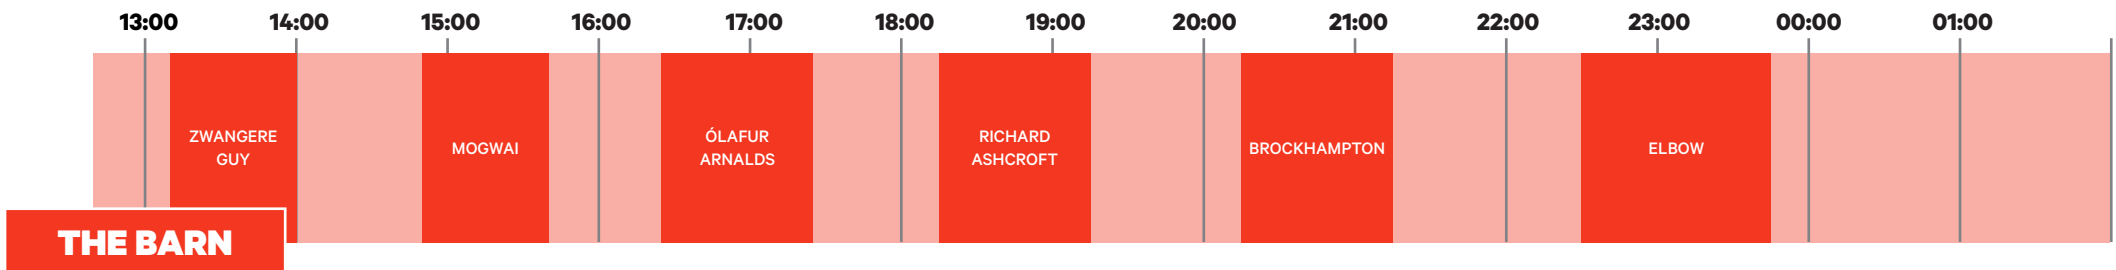 13:00 14:00 15:00 16:00 17:00 18:00 19:00 20:00 21:00 22:00 23:00 00:00 01:00
ZWANGERE
GUY
MOGWAI
ÓLAFUR
ARNALDS
RICHARD
ASHCROFT
BROCKHAMPTON
ELBOW
THE BARN